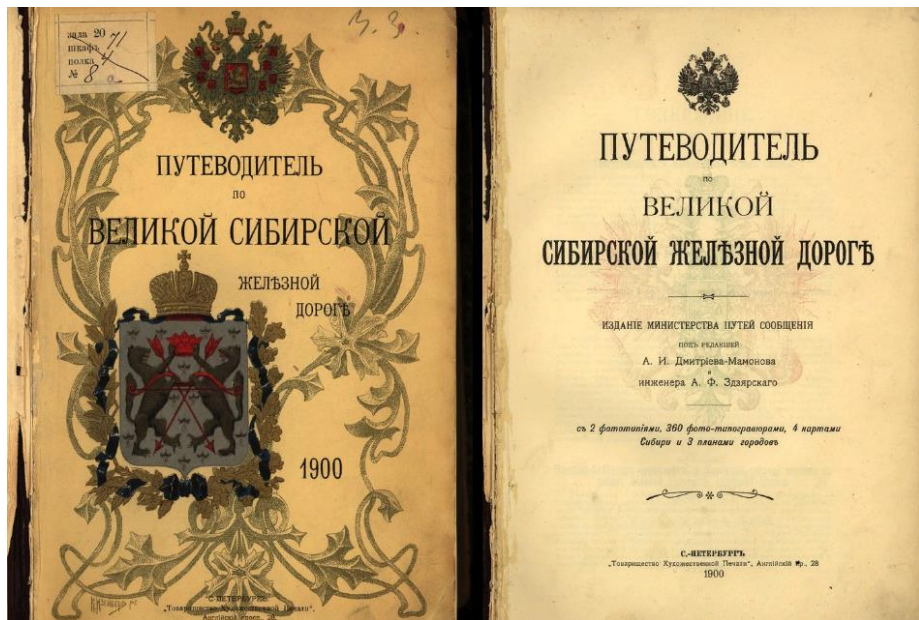 зала 20
шкафъ 71
полка 4
№ 8 а
З. З.
ПУТЕВОДИТЕЛЬ
ПО
ВЕЛИКОЙ СИБИРСКОЙ
ЖЕЛѢЗНОЙ
ДОРОГѢ
1900
С-ПЕТЕРБУРГЪ
„Товарищество Художественной Печати“,
Англійскій просп., 28.
ПУТЕВОДИТЕЛЬ
ПО
ВЕЛИКОЙ
СИБИРСКОЙ ЖЕЛѢЗНОЙ ДОРОГѢ
ИЗДАНІЕ МИНИСТЕРСТВА ПУТЕЙ СООБЩЕНІЯ
ПОДЪ РЕДАКЦІЕЙ
А. И. Дмитріева-Мамонова
и
инженера А. Ф. Здзярскаго
съ 2 фототипіями, 360 фото-типогравюрами, 4 картами
Сибири и 3 планами городовъ
С.-ПЕТЕРБУРГЪ.
„Товарищество Художественной Печати“, Англійскій пр., 28
1900